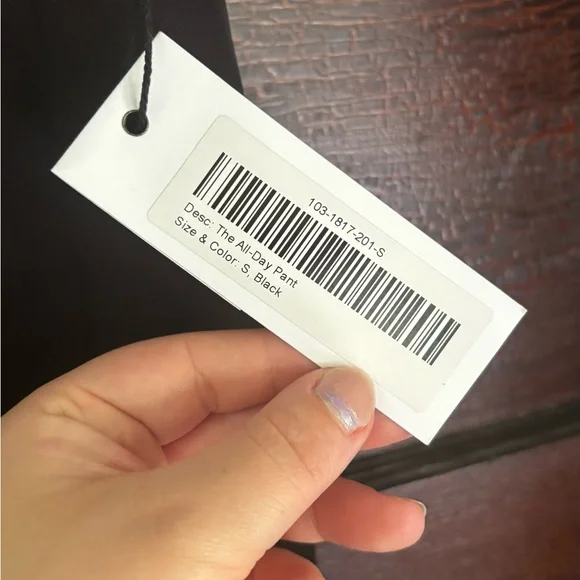 103-1817-201-S
Desc: The All-Day Pant
Size & Color: S, Black